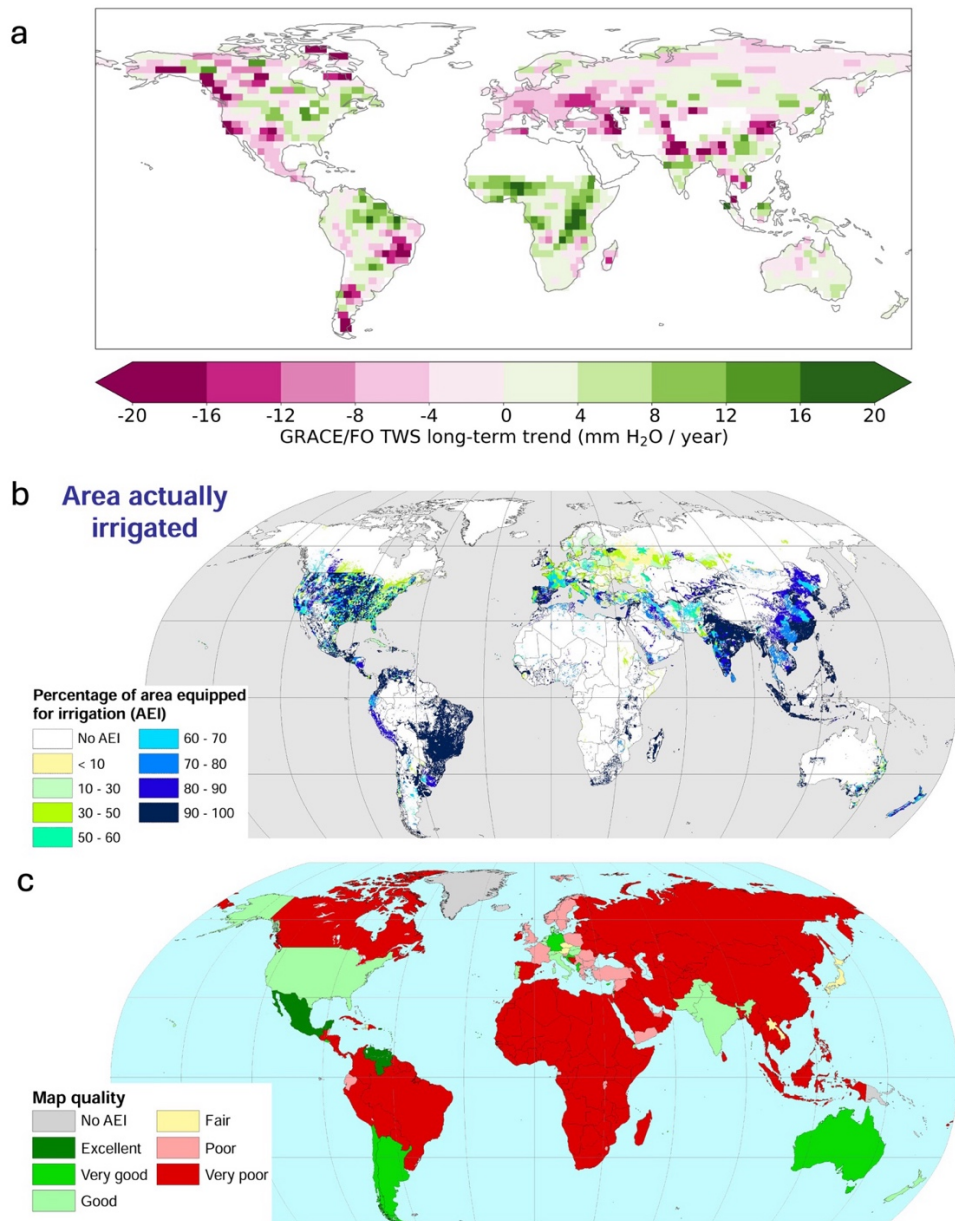 a
-20 -16 -12 -8 -4 0 4 8 12 16 20
GRACE/FO TWS long-term trend (mm H₂O / year)
b
Area actually
irrigated
Percentage of area equipped
for irrigation (AEI)
No AEI 60 - 70
< 10 70 - 80
10 - 30 80 - 90
30 - 50 90 - 100
50 - 60
c
Map quality
No AEI Fair
Excellent Poor
Very good Very poor
Good